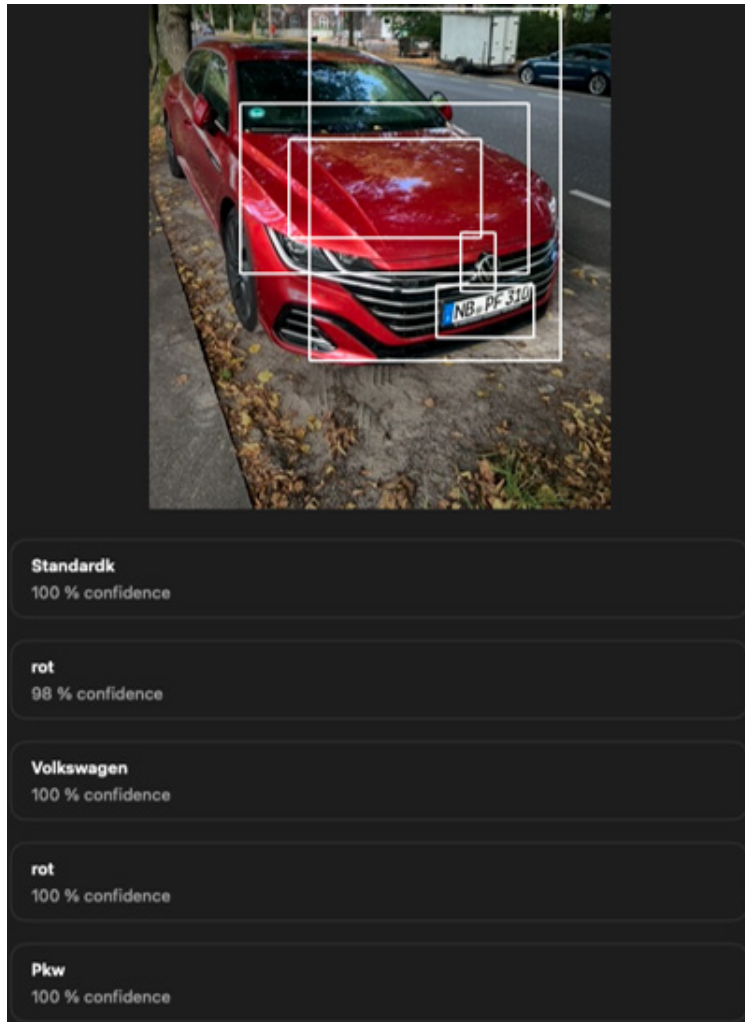 NB PF 310
Standardk
100 % confidence
rot
98 % confidence
Volkswagen
100 % confidence
rot
100 % confidence
Pkw
100 % confidence